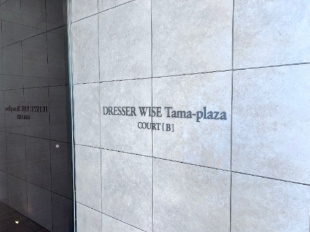 DRESSER WISE Tama-plaza
COURT [ B ]